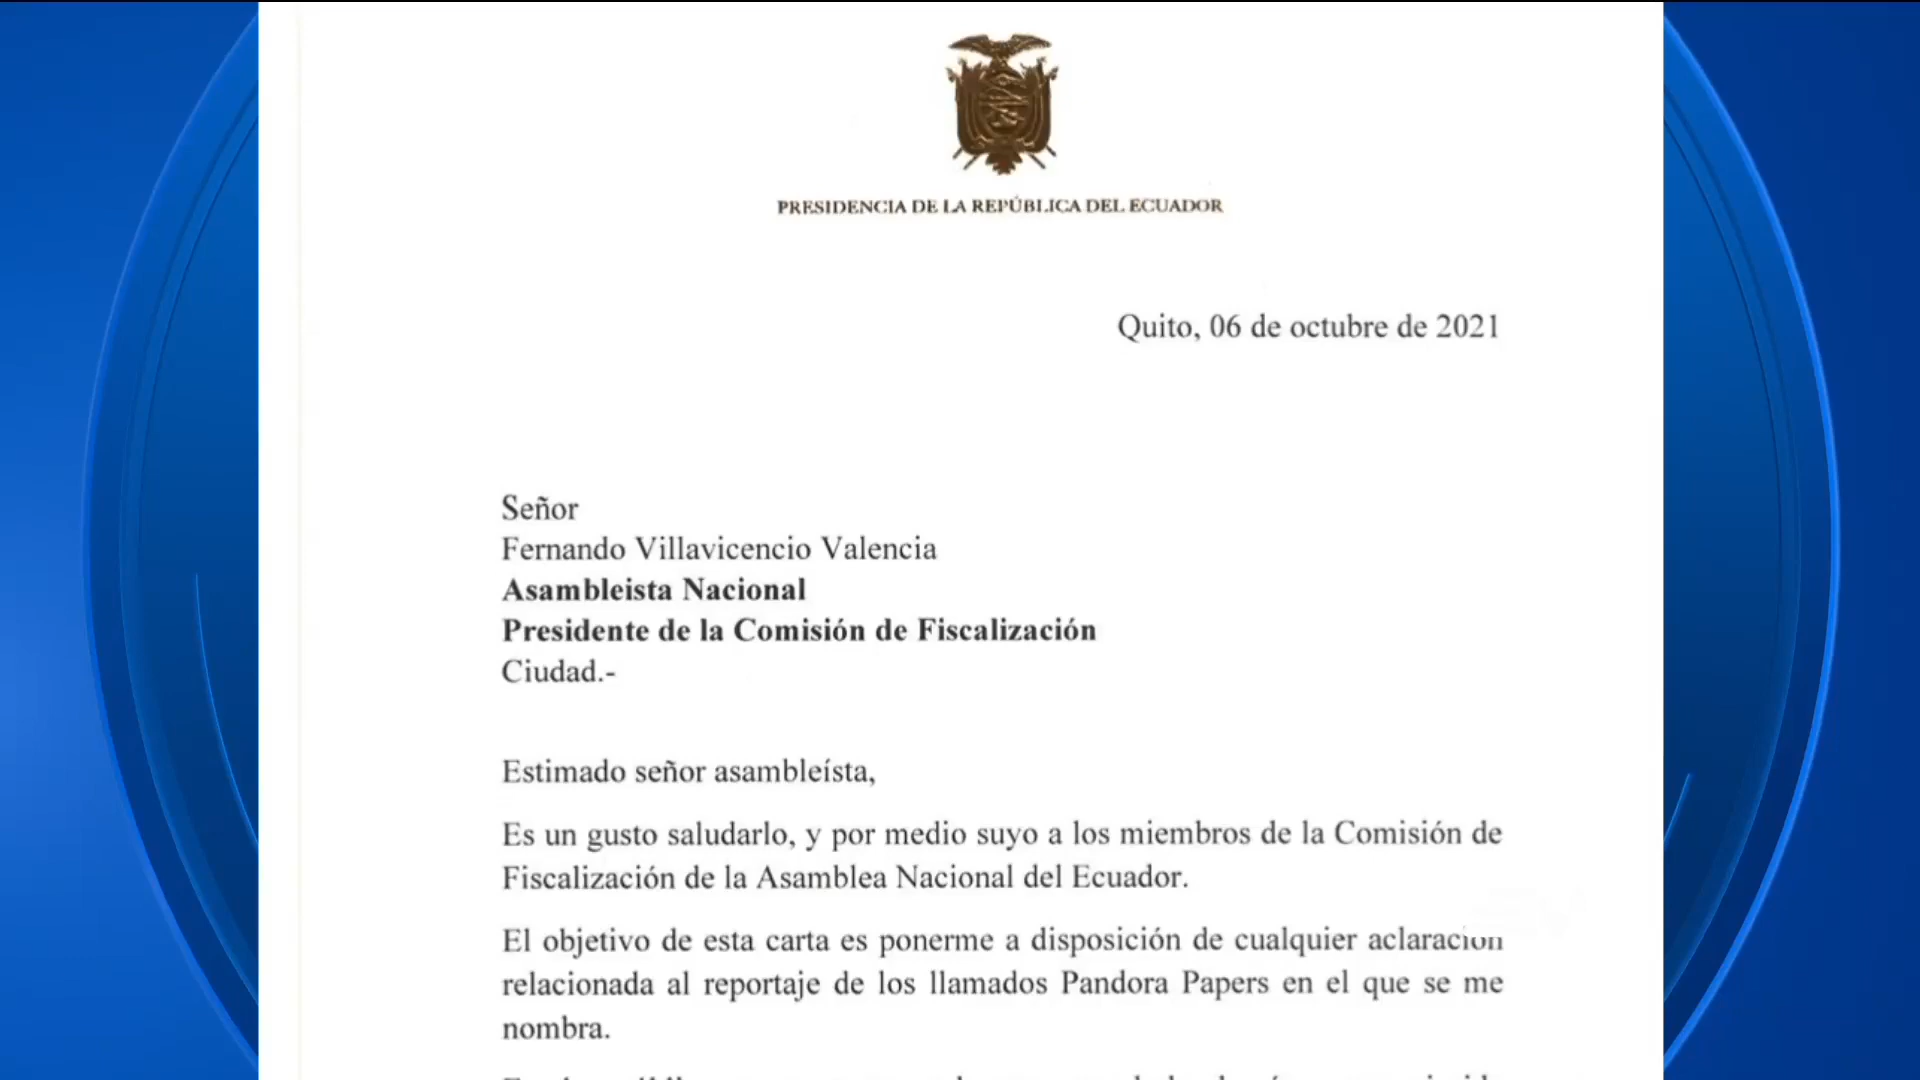 PRESIDENCIA DE LA REPÚBLICA DEL ECUADOR
Quito, 06 de octubre de 2021
Señor
Fernando Villavicencio Valencia
Asambleista Nacional
Presidente de la Comisión de Fiscalización
Ciudad.-
Estimado señor asambleísta,
Es un gusto saludarlo, y por medio suyo a los miembros de la Comisión de
Fiscalización de la Asamblea Nacional del Ecuador.
El objetivo de esta carta es ponerme a disposición de cualquier aclaración
relacionada al reportaje de los llamados Pandora Papers en el que se me
nombra.